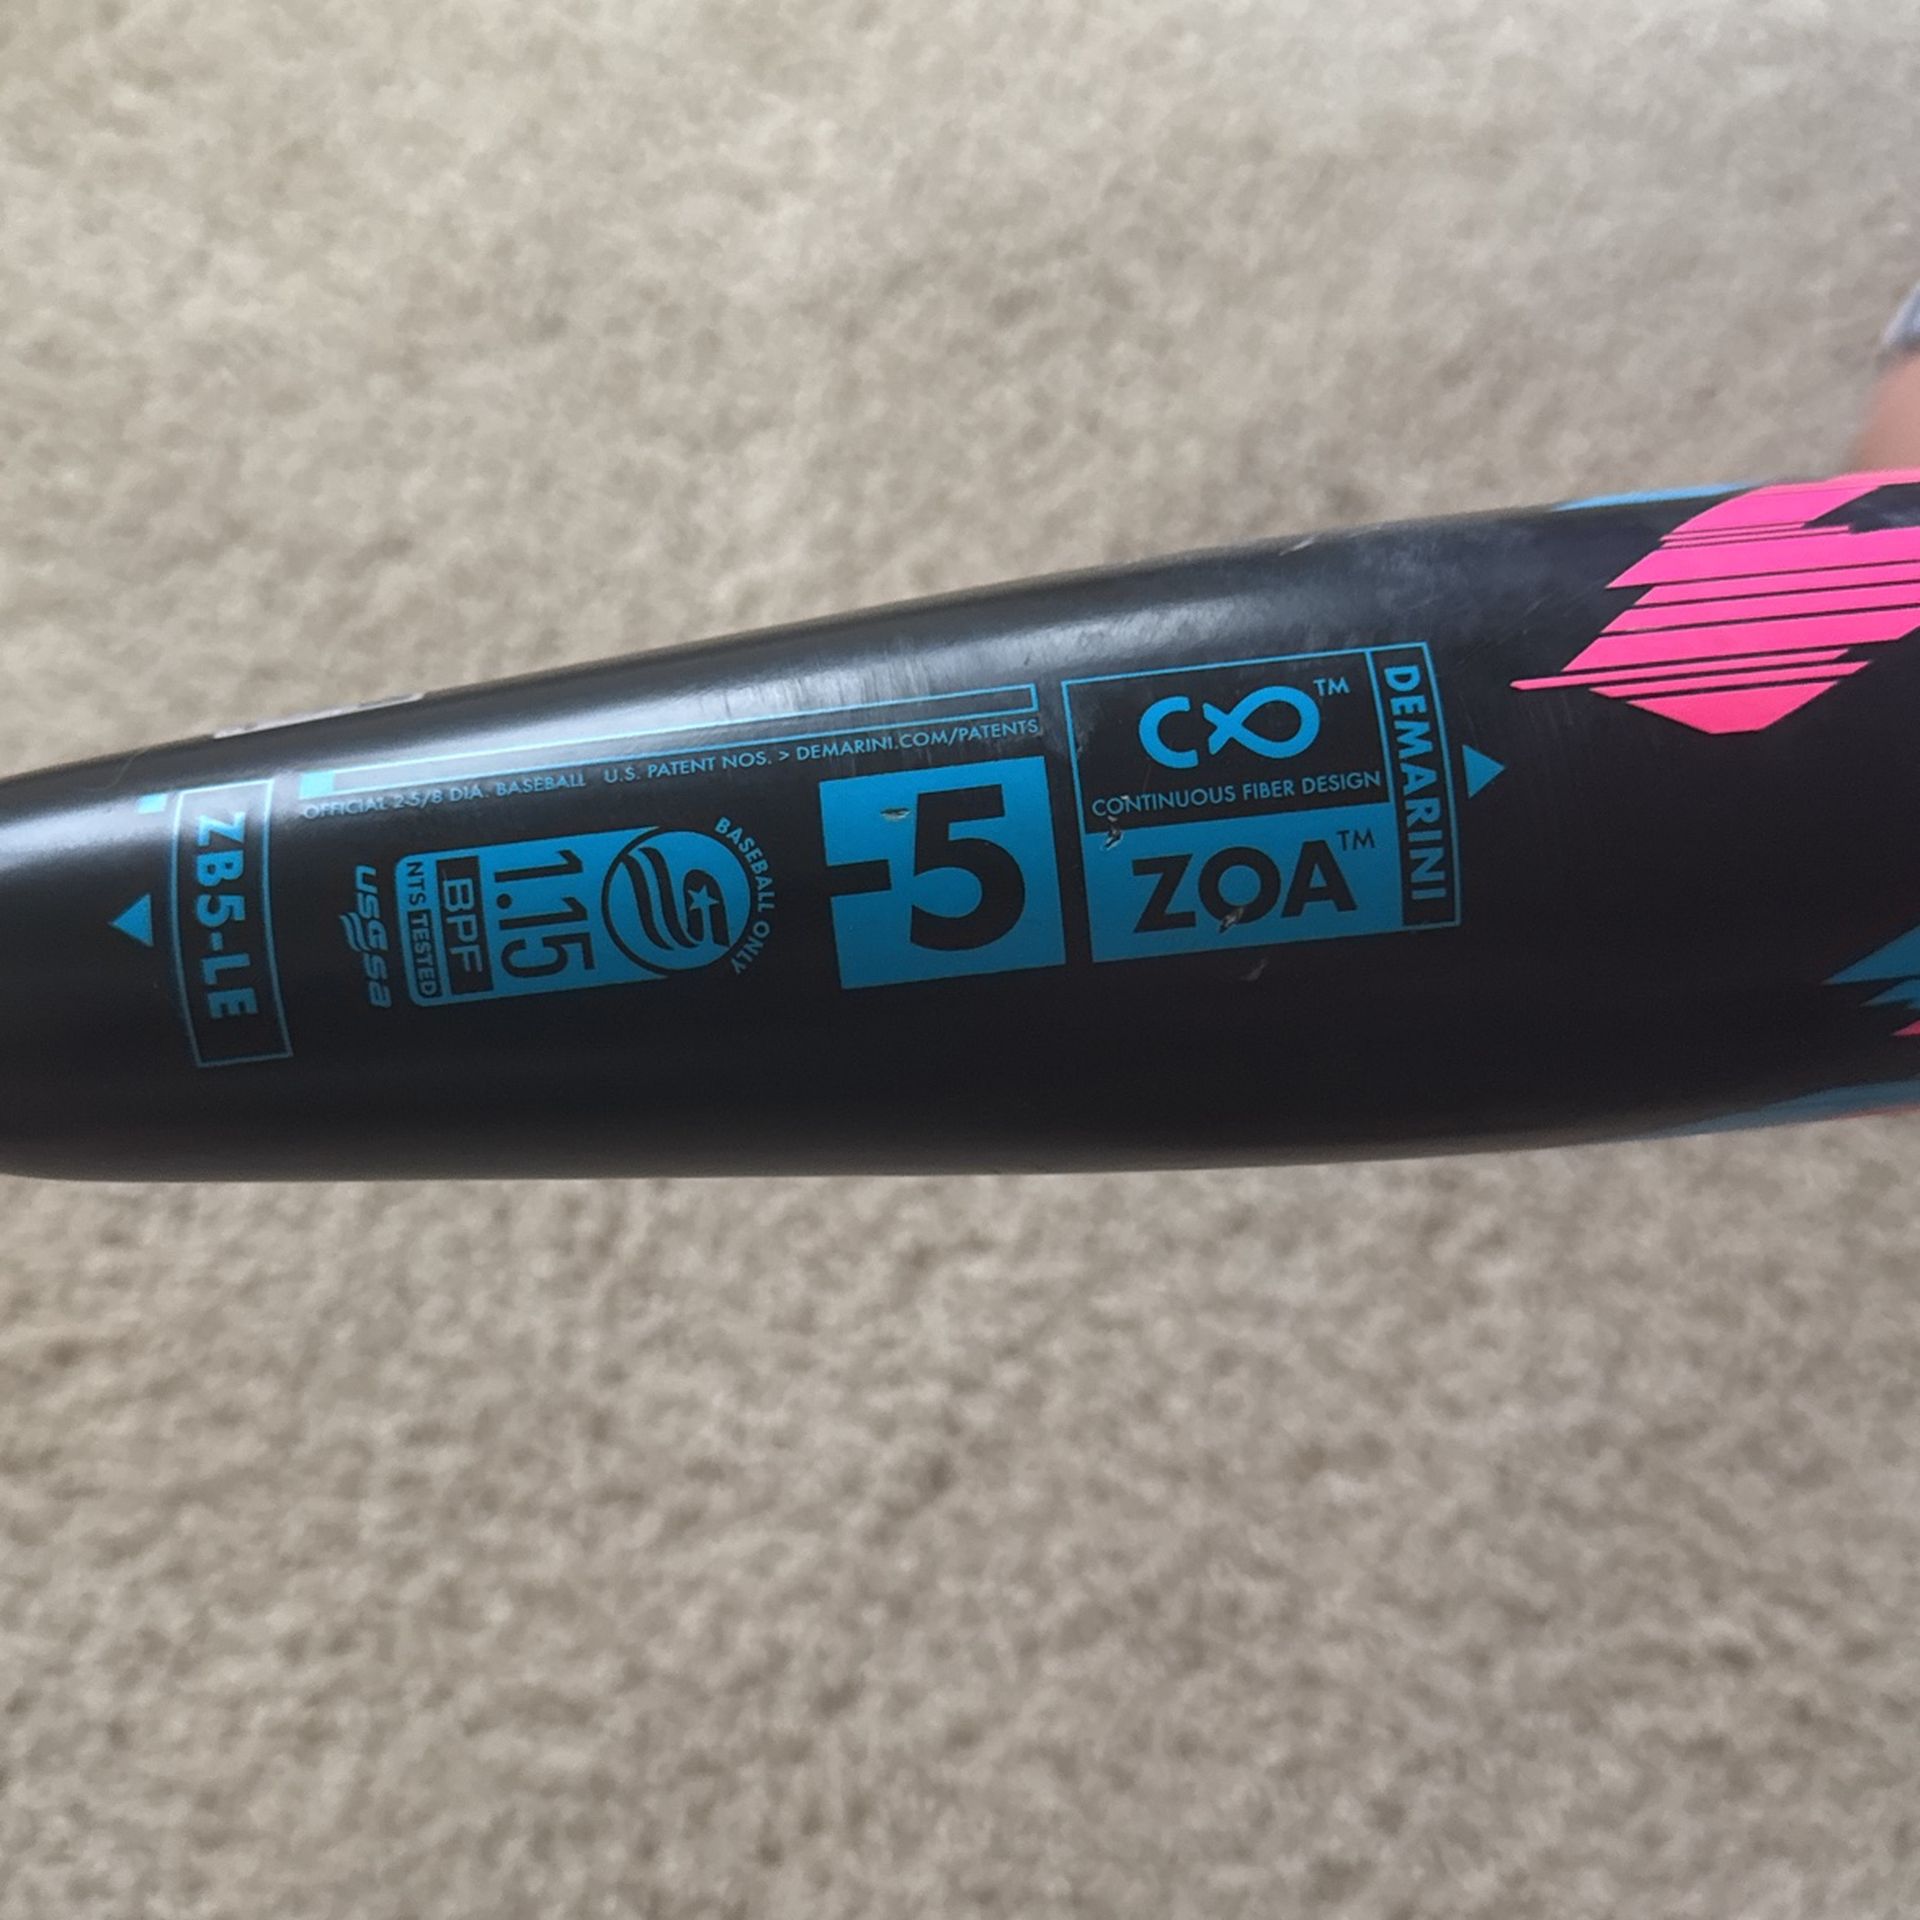 ZB5-LE
OFFICIAL 2-5/8 DIA. BASEBALL U.S. PATENT NOS. > DEMARINI.COM/PATENTS
usssa
NTS TESTED
BPF
1.15
BASEBALL ONLY
-5
C∞™
CONTINUOUS FIBER DESIGN
ZOA™
DEMARINI